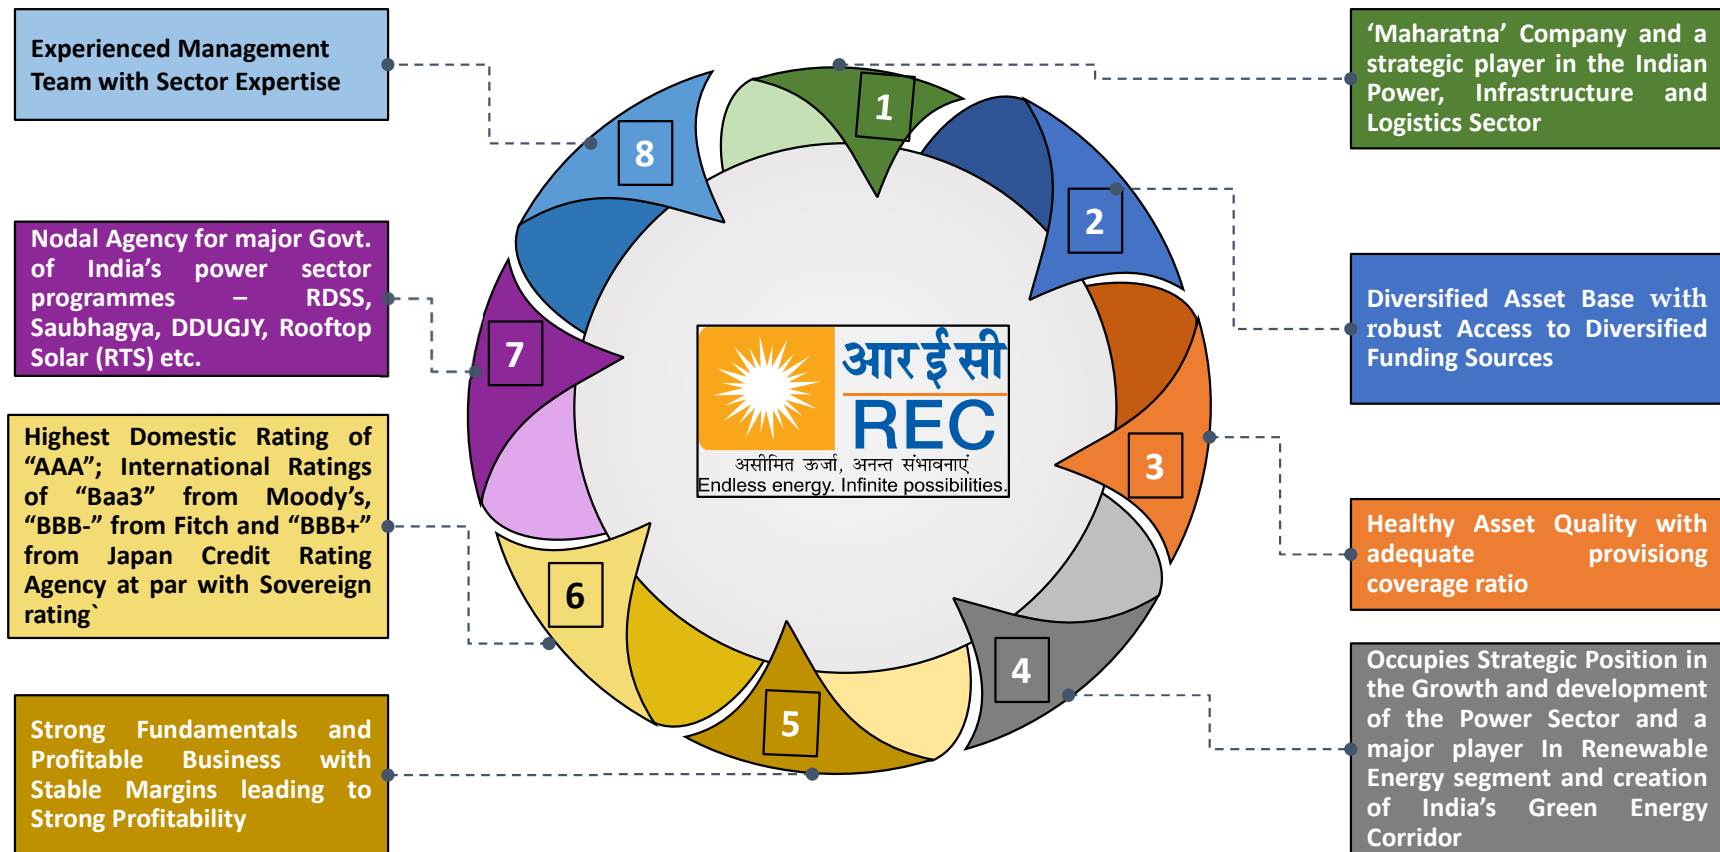 Experienced Management
Team with Sector Expertise
Nodal Agency for major Govt.
of India’s power sector
programmes – RDSS,
Saubhagya, DDUGJY, Rooftop
Solar (RTS) etc.
Highest Domestic Rating of
“AAA”; International Ratings
of “Baa3” from Moody’s,
“BBB-” from Fitch and “BBB+”
from Japan Credit Rating
Agency at par with Sovereign
rating`
Strong Fundamentals and
Profitable Business with
Stable Margins leading to
Strong Profitability
1
2
3
4
5
6
7
8
आर ई सी
REC
असीमित ऊर्जा, अनन्त संभावनाएं
Endless energy. Infinite possibilities.
‘Maharatna’ Company and a
strategic player in the Indian
Power, Infrastructure and
Logistics Sector
Diversified Asset Base with
robust Access to Diversified
Funding Sources
Healthy Asset Quality with
adequate provisiong
coverage ratio
Occupies Strategic Position in
the Growth and development
of the Power Sector and a
major player In Renewable
Energy segment and creation
of India’s Green Energy
Corridor